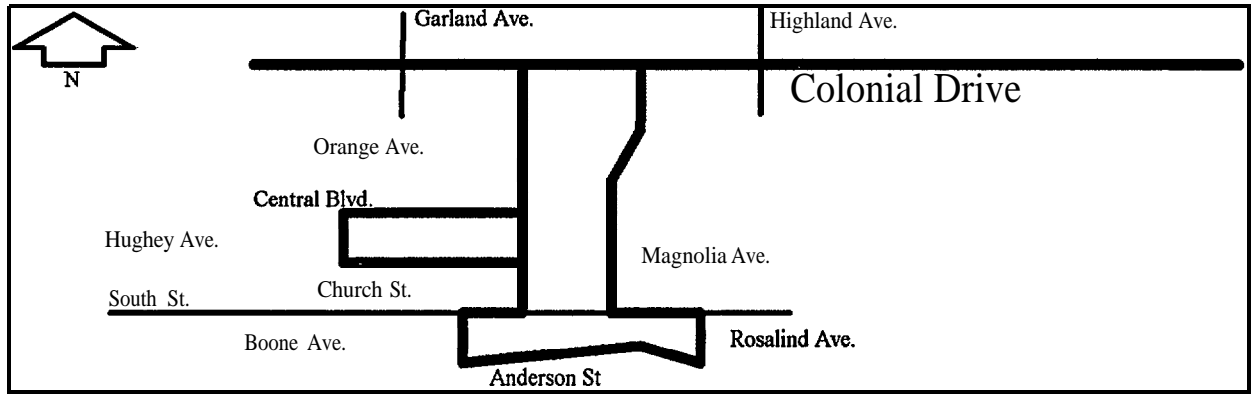 Garland Ave.
Highland Ave.
N
Colonial Drive
Orange Ave.
Central Blvd.
Hughey Ave.
Magnolia Ave.
Church St.
South St.
Boone Ave.
Rosalind Ave.
Anderson St